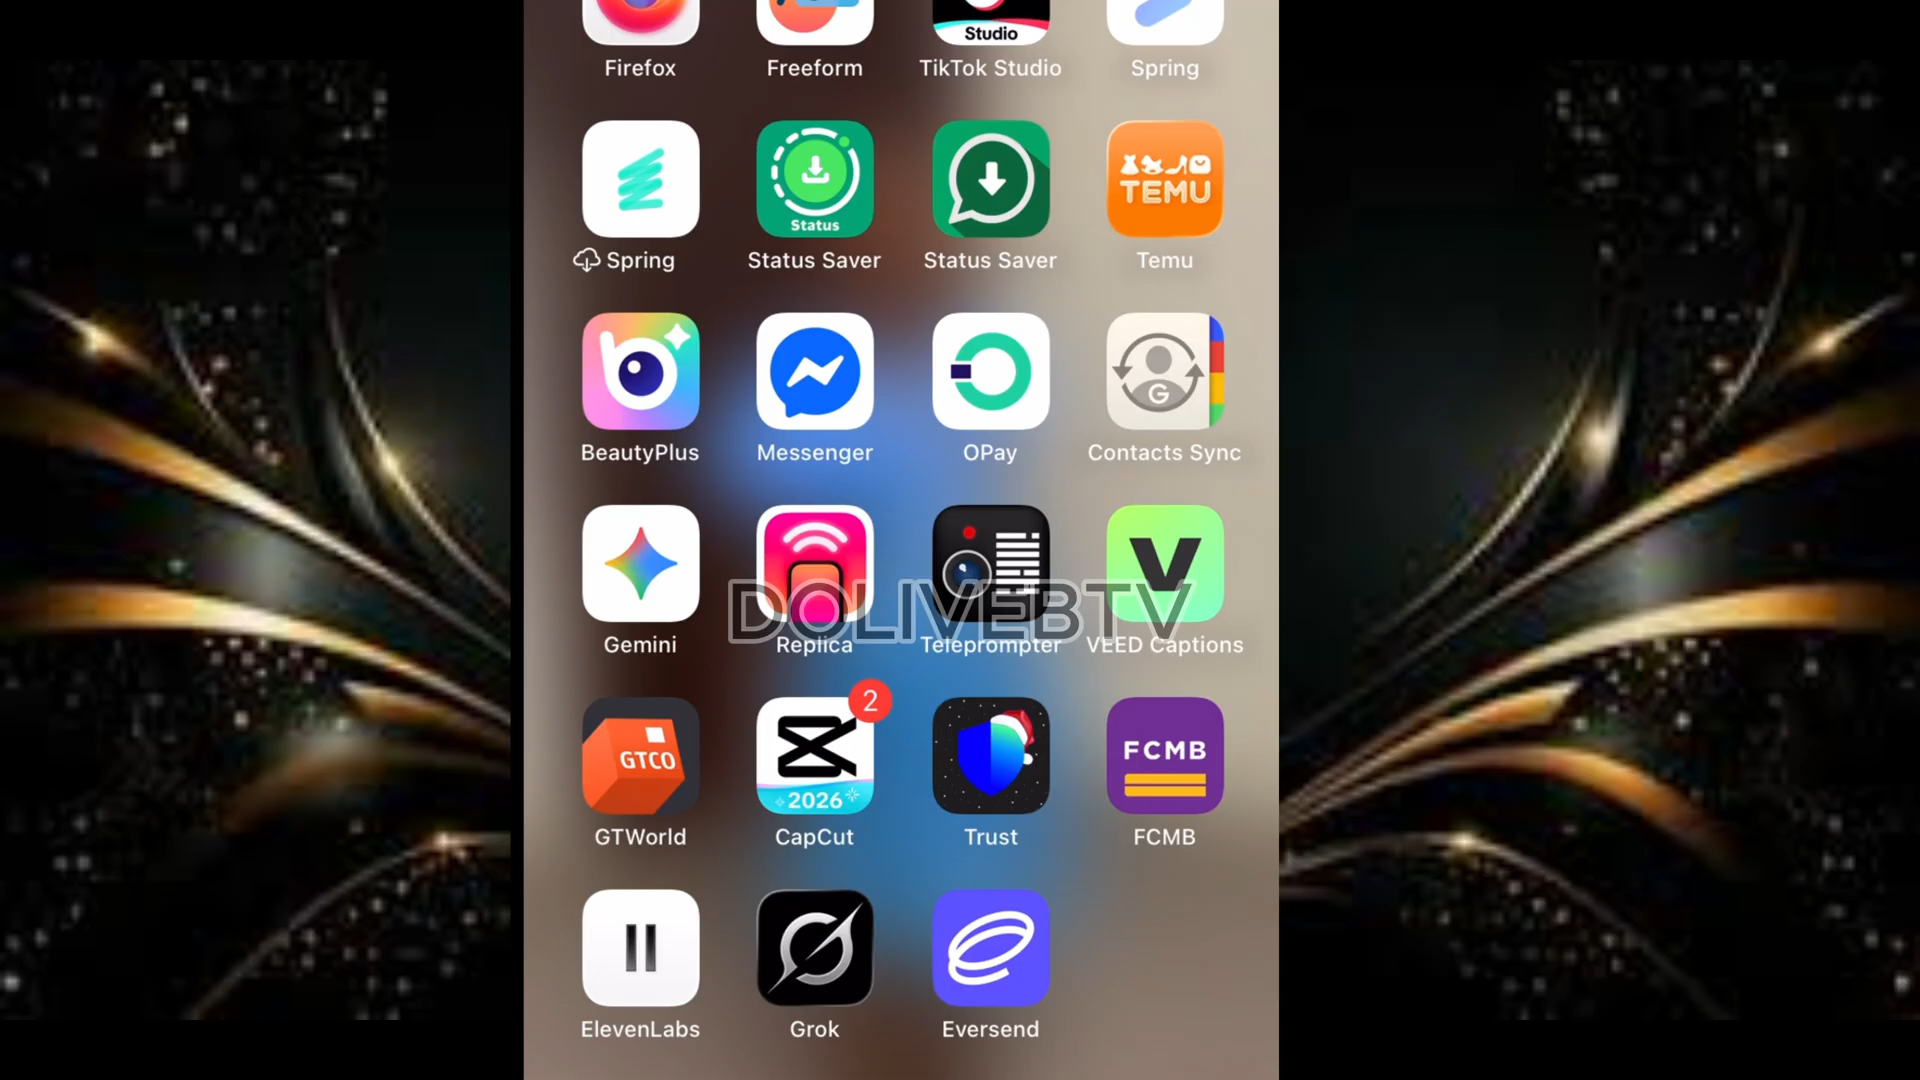 Studio
Firefox
Freeform
TikTok Studio
Spring
Status
TEMU
Spring
Status Saver
Status Saver
Temu
G
BeautyPlus
Messenger
OPay
Contacts Sync
V
DOLIVEBTV
Gemini
Replica
Teleprompter
VEED Captions
2
GTCO
2026
FCMB
GTWorld
CapCut
Trust
FCMB
ElevenLabs
Grok
Eversend